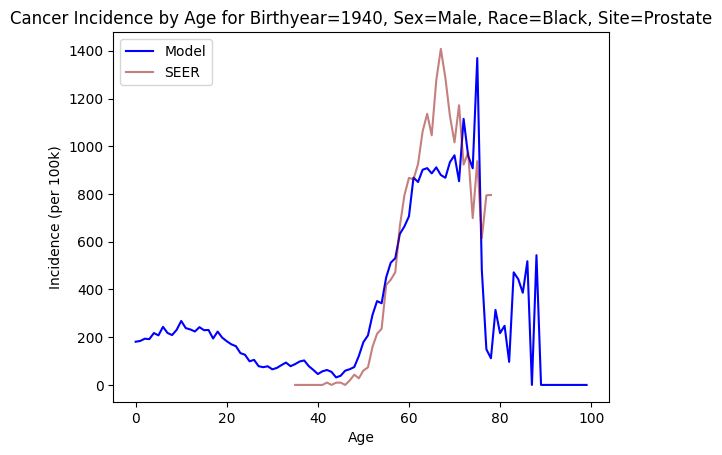 Cancer Incidence by Age for Birthyear=1940, Sex=Male, Race=Black, Site=Prostate
Model
SEER
1400
1200
1000
800
600
400
200
0
Incidence (per 100k)
0 20 40 60 80 100
Age